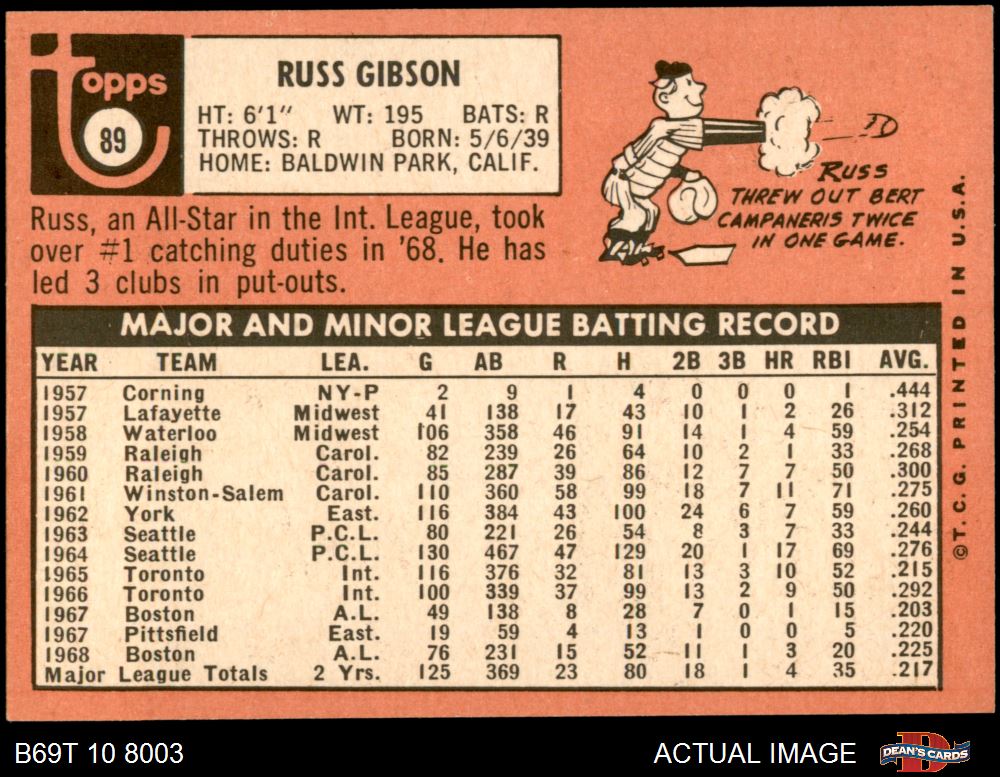 Topps
89
RUSS GIBSON
HT: 6'1" WT: 195 BATS: R
THROWS: R BORN: 5/6/39
HOME: BALDWIN PARK, CALIF.
Russ, an All-Star in the Int. League, took
over #1 catching duties in '68. He has
led 3 clubs in put-outs.
RUSS
THREW OUT BERT
CAMPANERIS TWICE
IN ONE GAME.
MAJOR AND MINOR LEAGUE BATTING RECORD
YEAR TEAM LEA. G AB R H 2B 3B HR RBI AVG.
1957 Corning NY-P 2 9 1 4 0 0 0 1 .444
1957 Lafayette Midwest 41 138 17 43 10 1 2 26 .312
1958 Waterloo Midwest 106 358 46 91 14 1 4 59 .254
1959 Raleigh Carol. 82 239 26 64 10 2 1 33 .268
1960 Raleigh Carol. 85 287 39 86 12 7 7 50 .300
1961 Winston-Salem Carol. 110 360 58 99 18 7 11 71 .275
1962 York East. 116 384 43 100 24 6 7 59 .260
1963 Seattle P.C.L. 80 221 26 54 8 3 7 33 .244
1964 Seattle P.C.L. 130 467 47 129 20 1 17 69 .276
1965 Toronto Int. 116 376 32 81 13 3 10 52 .215
1966 Toronto Int. 100 339 37 99 13 2 9 50 .292
1967 Boston A.L. 49 138 8 28 7 0 1 15 .203
1967 Pittsfield East. 19 59 4 13 1 0 0 5 .220
1968 Boston A.L. 76 231 15 52 11 1 3 20 .225
Major League Totals 2 Yrs. 125 369 23 80 18 1 4 35 .217
©T.C.G. PRINTED IN U.S.A.
B69T 10 8003
ACTUAL IMAGE
DEAN'S CARDS